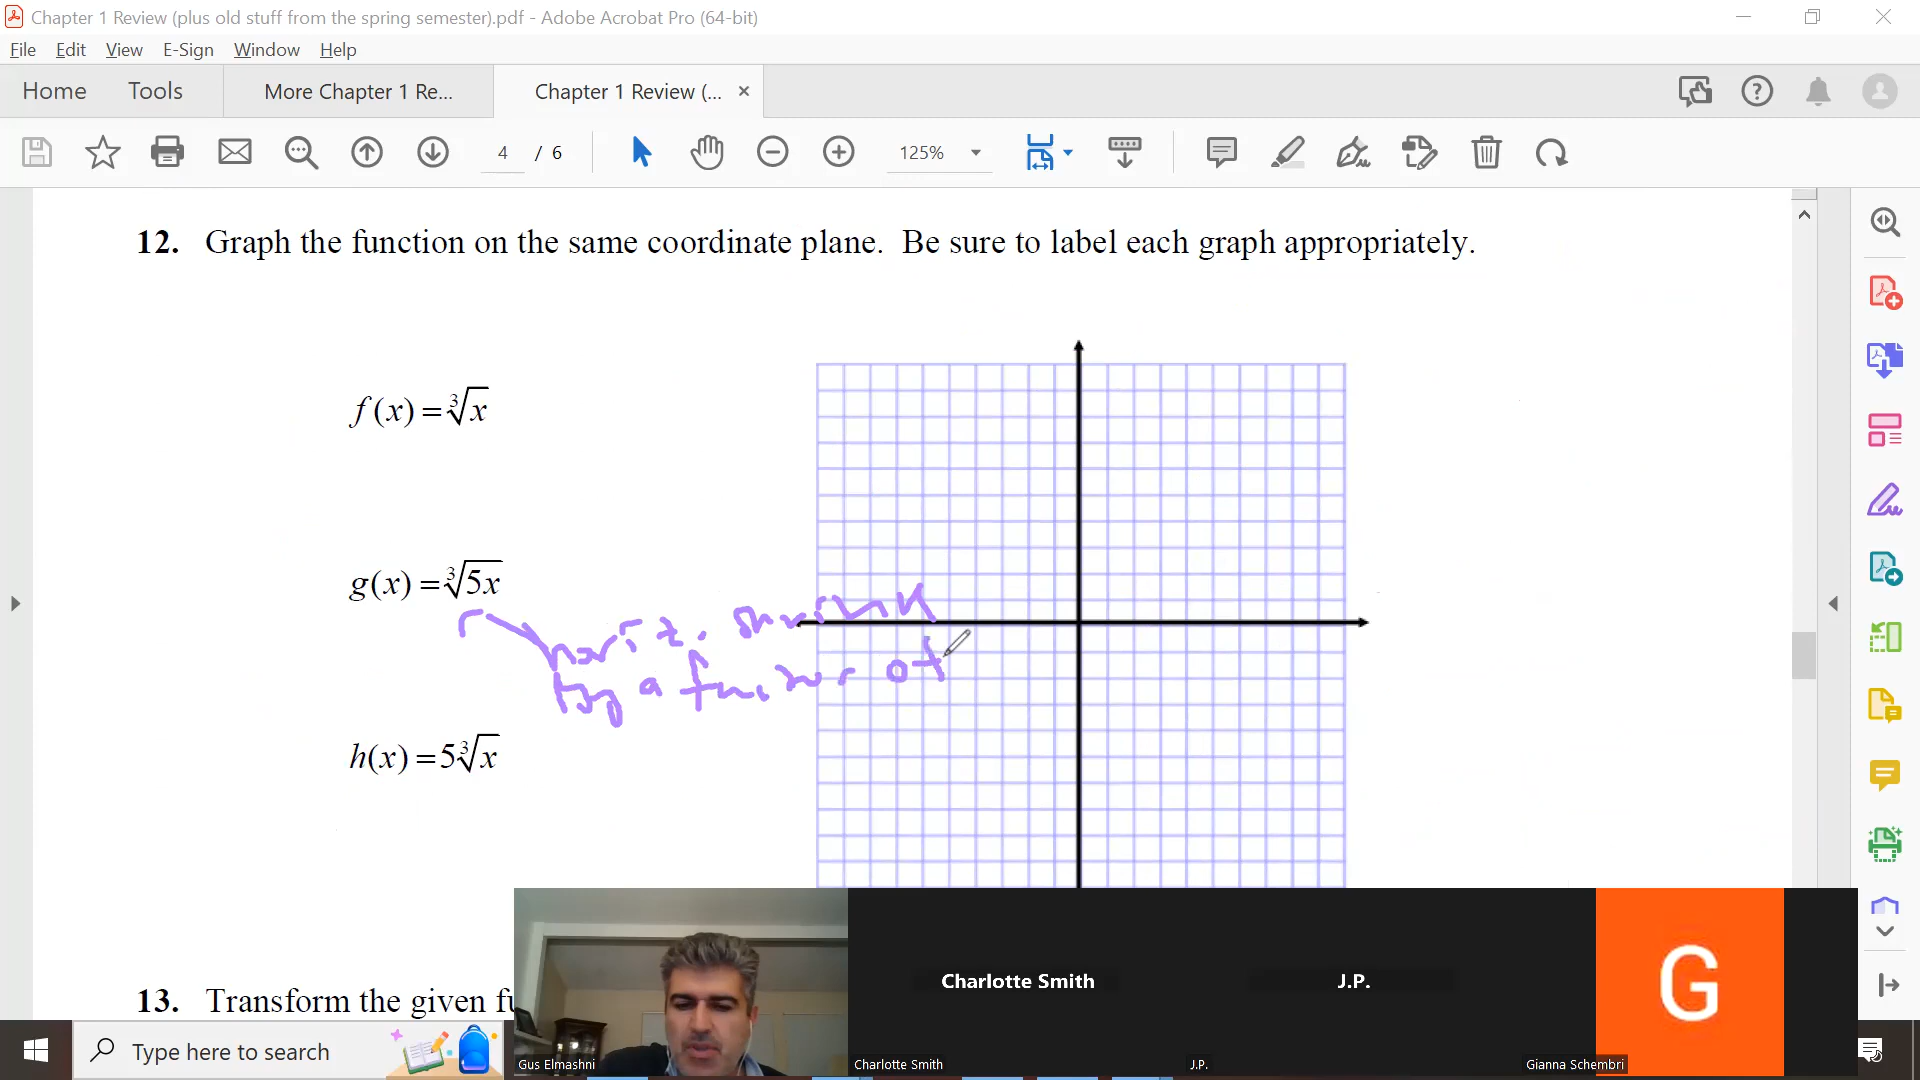 Chapter 1 Review (plus old stuff from the spring semester).pdf - Adobe Acrobat Pro (64-bit)
File Edit View E-Sign Window Help
Home Tools More Chapter 1 Re... Chapter 1 Review (... ×
4 / 6 125%
12. Graph the function on the same coordinate plane. Be sure to label each graph appropriately.
f(x) = ∛x
g(x) = ∛5x
horiz. shrink
by a factor of
h(x) = 5∛x
13. Transform the given fu
G
Charlotte Smith J.P.
Type here to search
Gus Elmashni Charlotte Smith J.P. Gianna Schembri